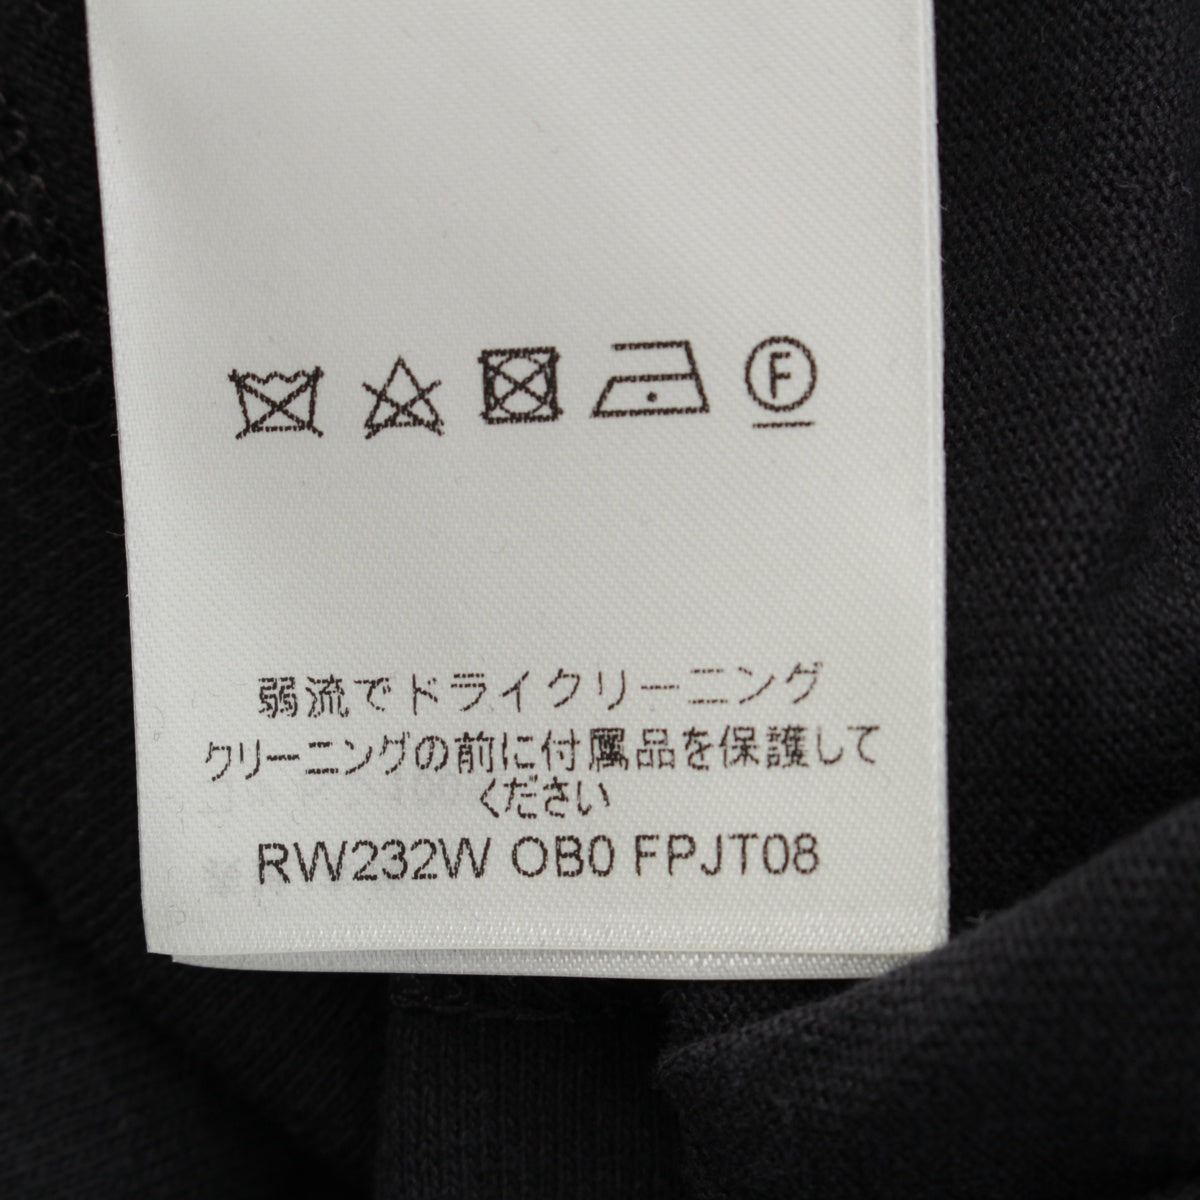 F
弱流でドライクリーニング
クリーニングの前に付属品を保護して
ください
RW232W OB0 FPJT08